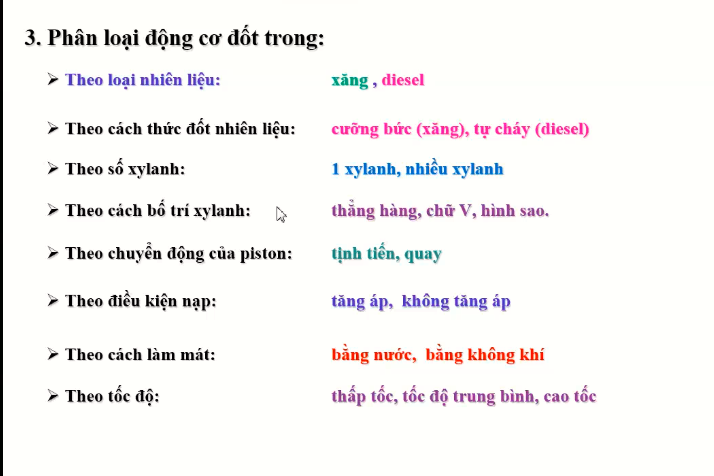 3. Phân loại động cơ đốt trong:
➢ Theo loại nhiên liệu: xăng , diesel
➢ Theo cách thức đốt nhiên liệu: cưỡng bức (xăng), tự cháy (diesel)
➢ Theo số xylanh: 1 xylanh, nhiều xylanh
➢ Theo cách bố trí xylanh: thẳng hàng, chữ V, hình sao.
➢ Theo chuyển động của piston: tịnh tiến, quay
➢ Theo điều kiện nạp: tăng áp, không tăng áp
➢ Theo cách làm mát: bằng nước, bằng không khí
➢ Theo tốc độ: thấp tốc, tốc độ trung bình, cao tốc